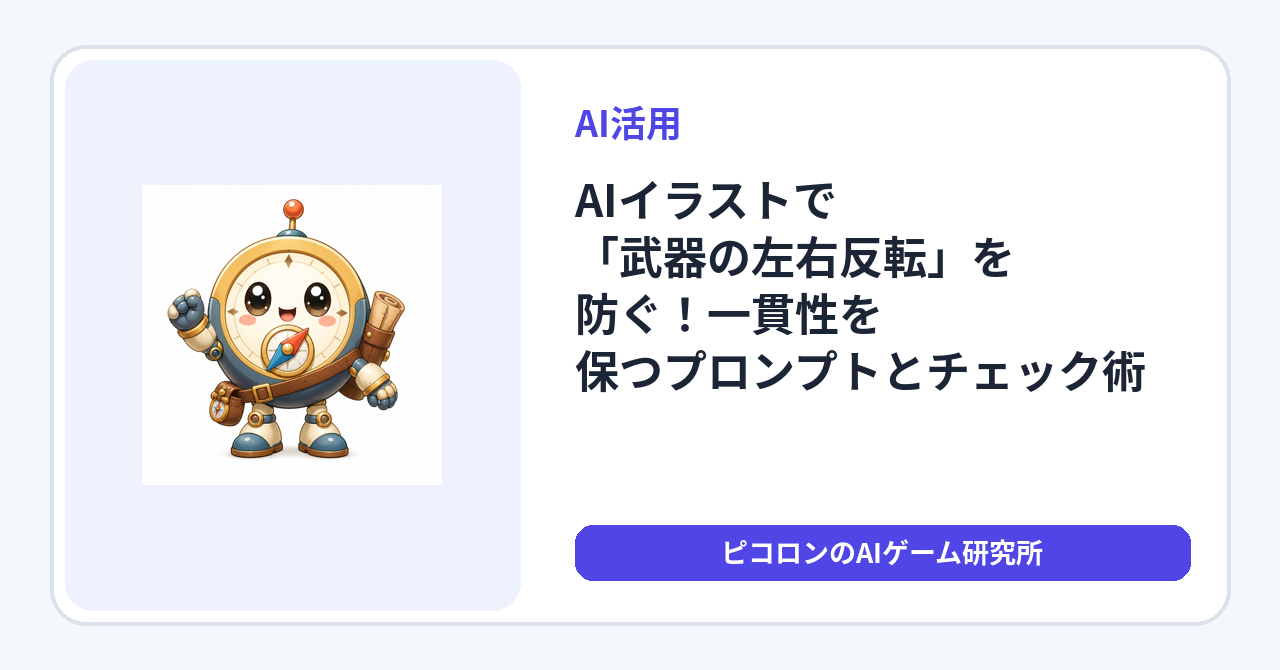 AI活用
AIイラストで
「武器の左右反転」を
防ぐ！一貫性を
保つプロンプトとチェック術
ピコロンのAIゲーム研究所